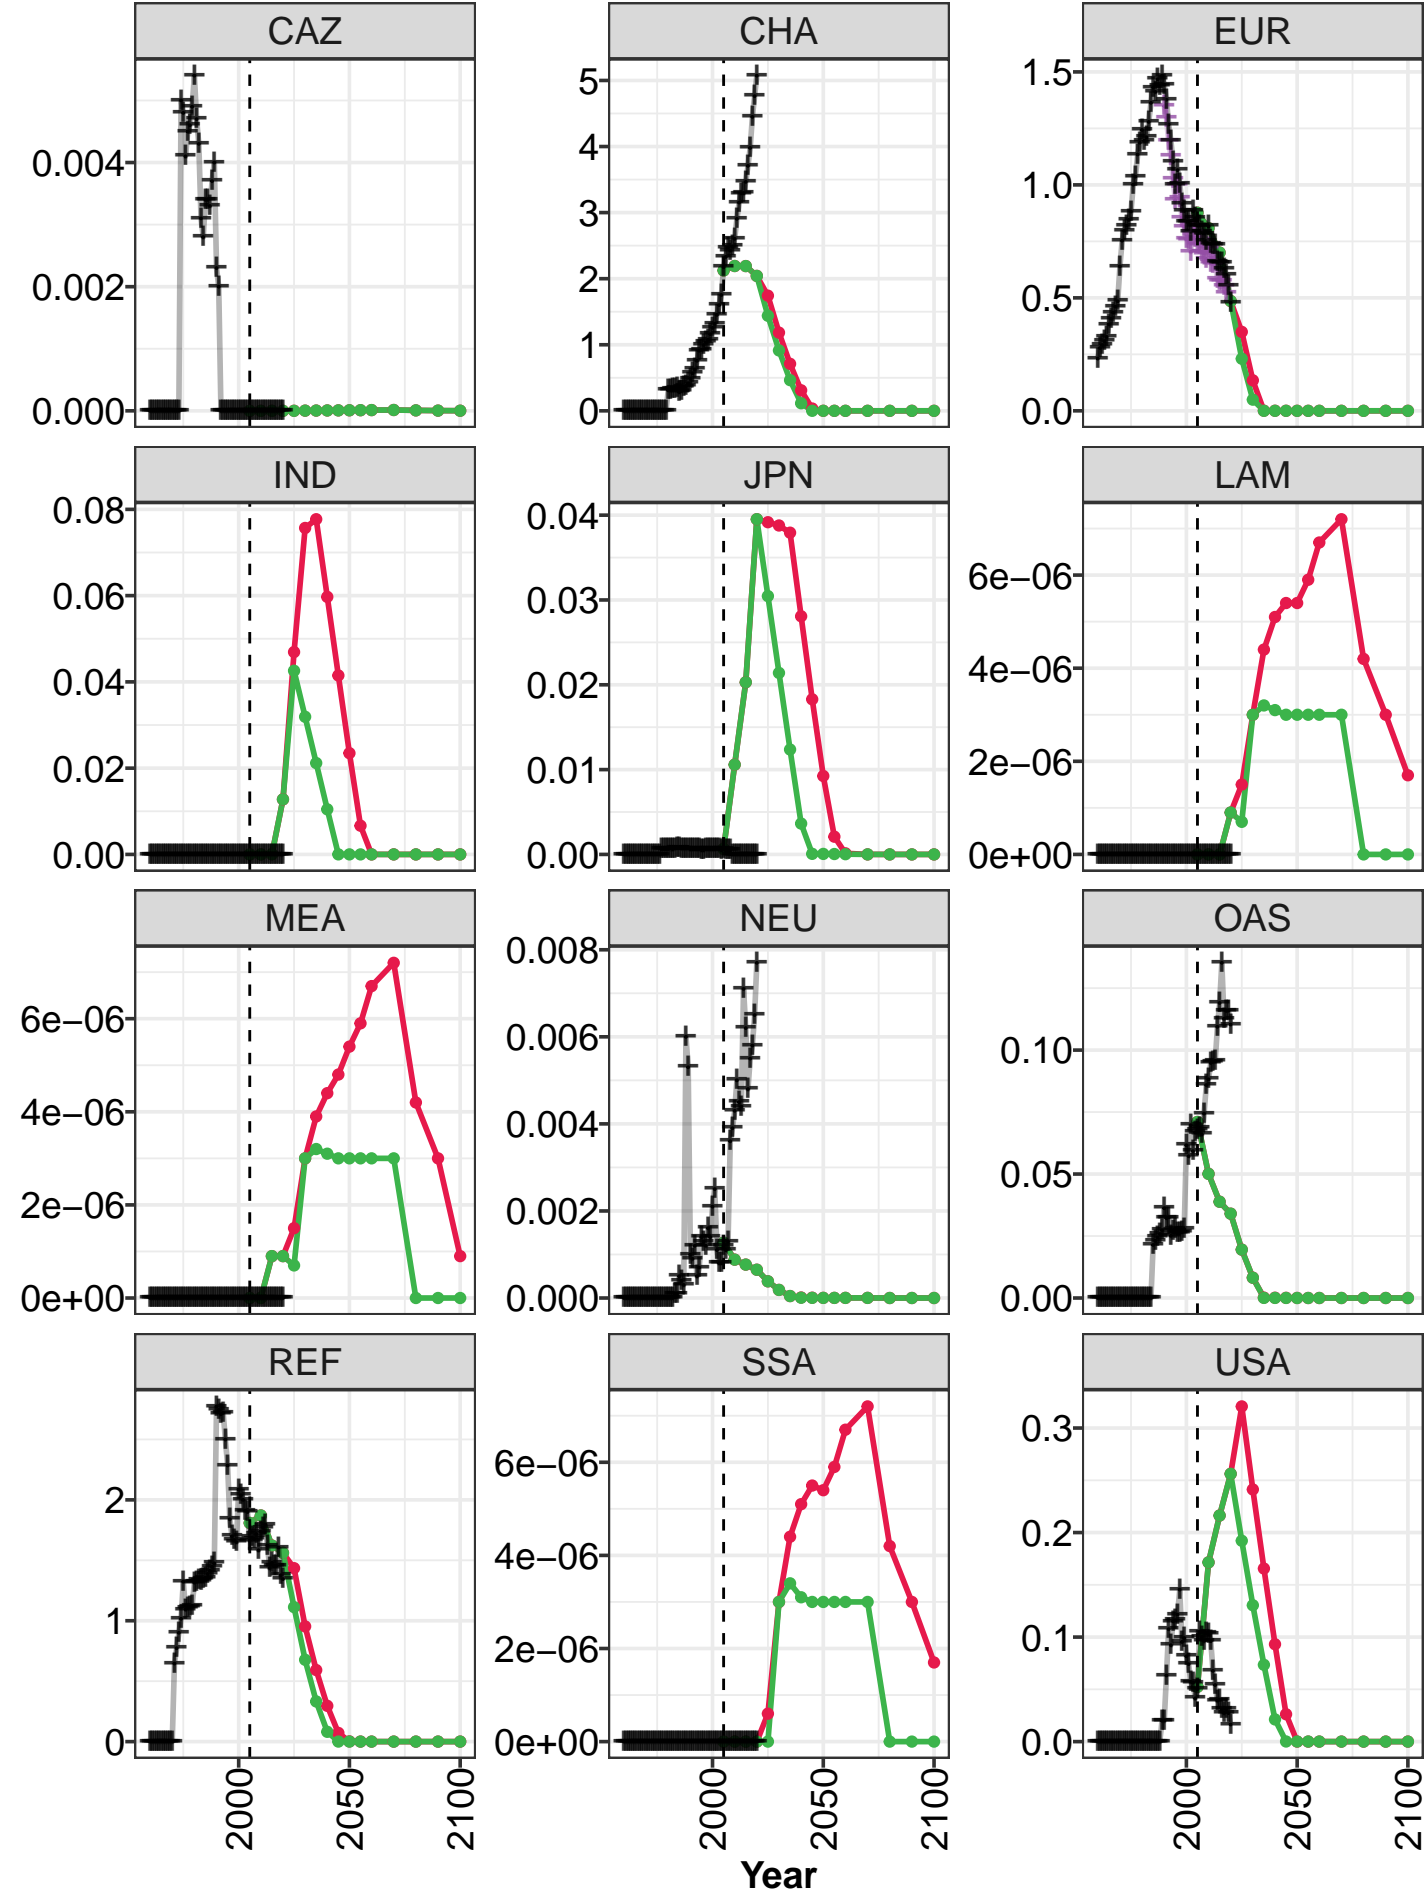 CAZ CHA EUR
0.004
0.002
0.000
5
4
3
2
1
0
1.5
1.0
0.5
0.0
IND JPN LAM
0.08
0.06
0.04
0.02
0.00
0.04
0.03
0.02
0.01
0.00
6e−06
4e−06
2e−06
0e+00
MEA NEU OAS
6e−06
4e−06
2e−06
0e+00
0.008
0.006
0.004
0.002
0.000
0.10
0.05
0.00
REF SSA USA
2
1
0
6e−06
4e−06
2e−06
0e+00
0.3
0.2
0.1
0.0
2000 2050 2100 2000 2050 2100 2000 2050 2100
Year